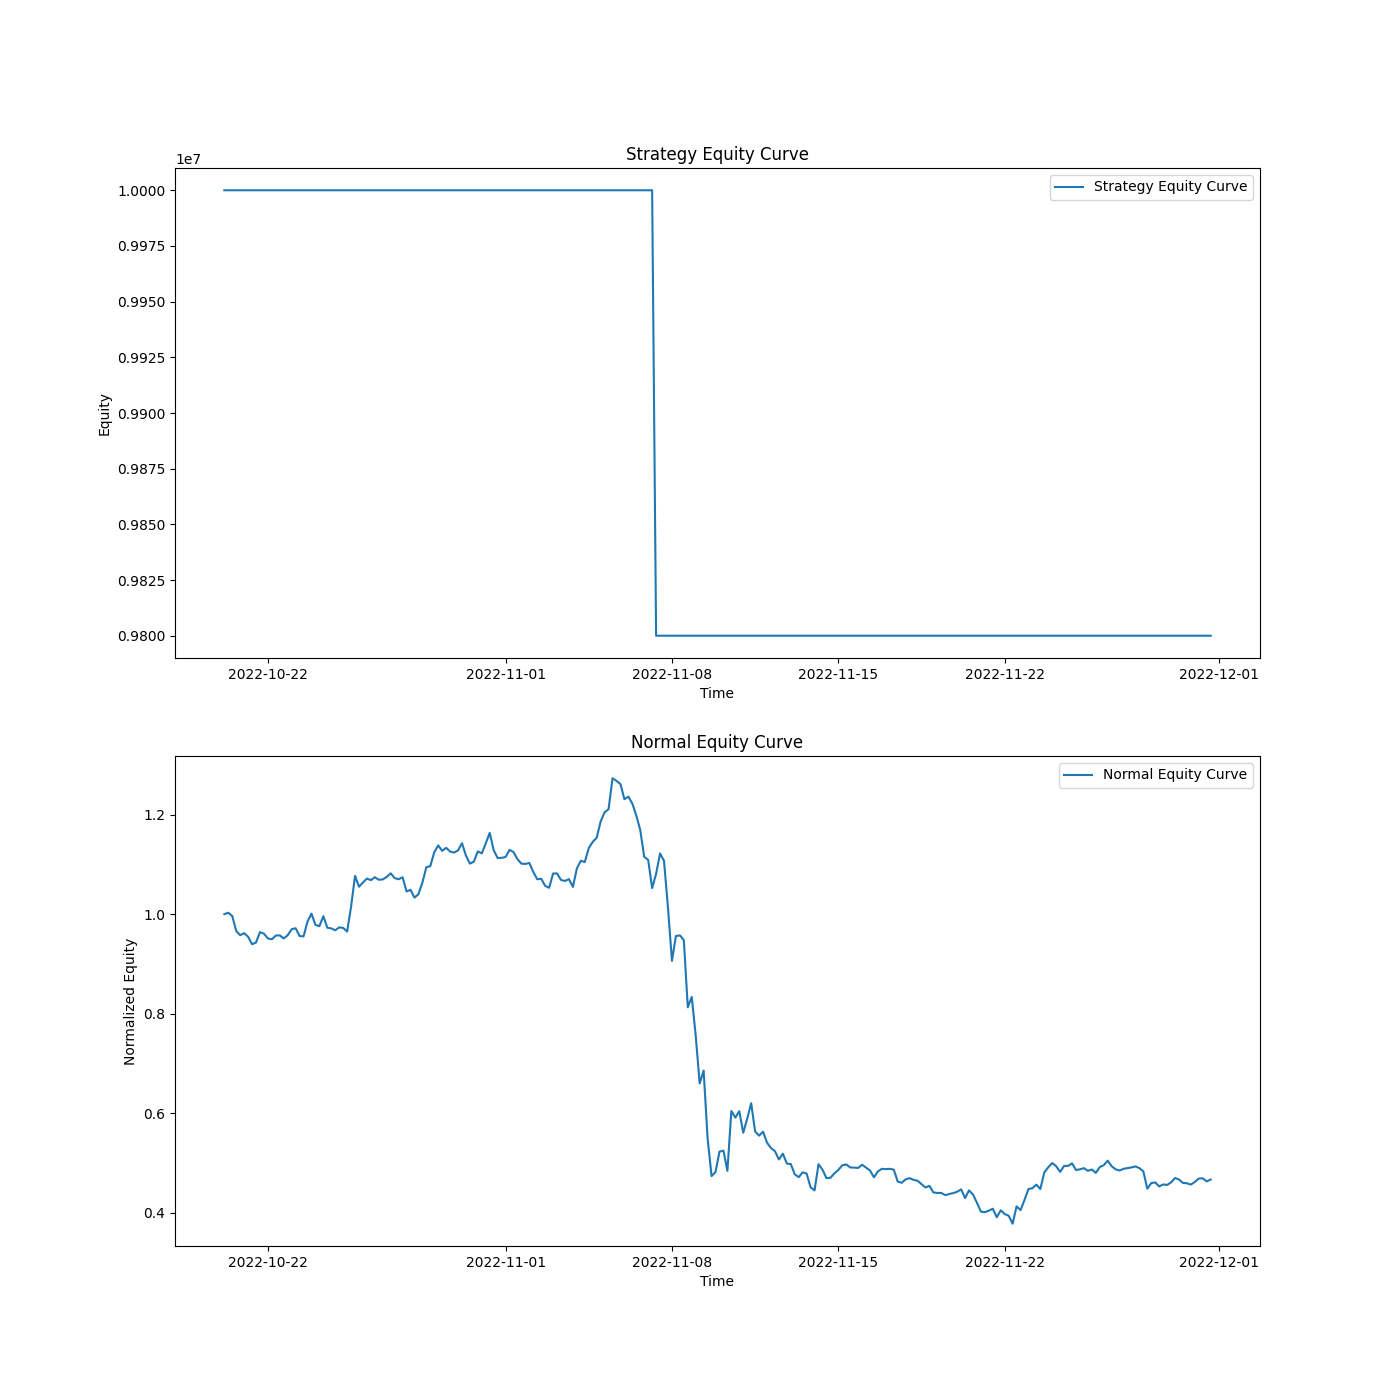 Strategy Equity Curve
1e7
Strategy Equity Curve
1.0000
0.9975
0.9950
0.9925
0.9900
0.9875
0.9850
0.9825
0.9800
Equity
2022-10-22 2022-11-01 2022-11-08 2022-11-15 2022-11-22 2022-12-01
Time
Normal Equity Curve
Normal Equity Curve
1.2
1.0
0.8
0.6
0.4
Normalized Equity
2022-10-22 2022-11-01 2022-11-08 2022-11-15 2022-11-22 2022-12-01
Time